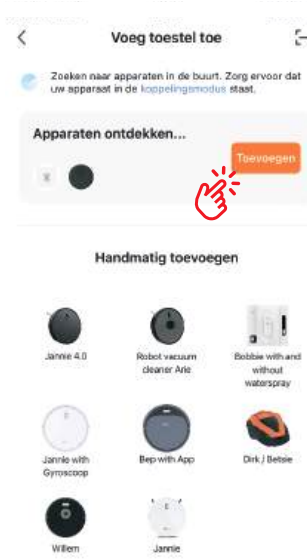 Voeg toestel toe
Zoeken naar apparaten in de buurt. Zorg ervoor dat
uw apparaat in de koppelingsmodus staat.
Apparaten ontdekken...
Toevoegen
Handmatig toevoegen
Jannie 4.0
Robot vacuum
cleaner Arie
Bobbie with and
without
waterspray
Jannie with
Gyroscoop
Bep with App
Dirk / Betsie
Willem
Jannie